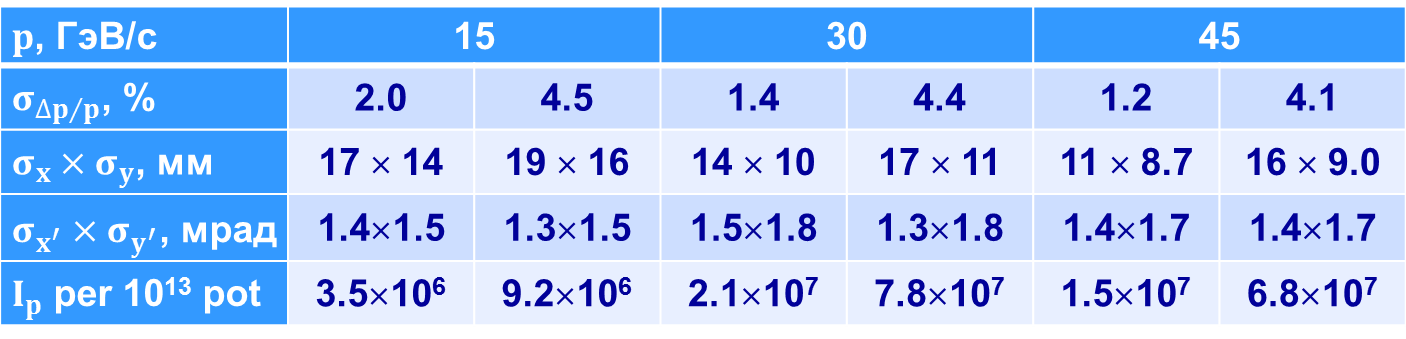 p, ГэВ/с 15 30 45
σΔp/p, % 2.0 4.5 1.4 4.4 1.2 4.1
σx × σy, мм 17 × 14 19 × 16 14 × 10 17 × 11 11 × 8.7 16 × 9.0
σx′ × σy′, мрад 1.4×1.5 1.3×1.5 1.5×1.8 1.3×1.8 1.4×1.7 1.4×1.7
Ip per 10¹³ pot 3.5×10⁶ 9.2×10⁶ 2.1×10⁷ 7.8×10⁷ 1.5×10⁷ 6.8×10⁷